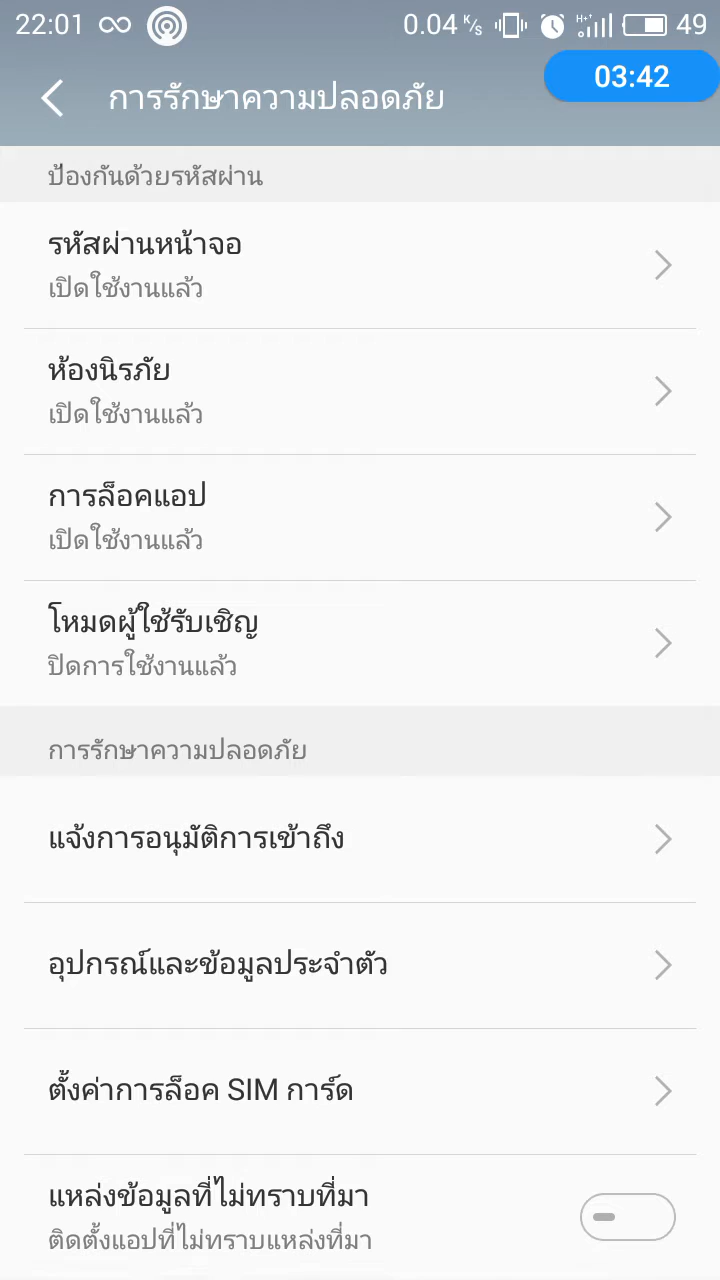 22:01 0.04 K/s H+ 49
03:42
การรักษาความปลอดภัย
ป้องกันด้วยรหัสผ่าน
รหัสผ่านหน้าจอ
เปิดใช้งานแล้ว
ห้องนิรภัย
เปิดใช้งานแล้ว
การล็อคแอป
เปิดใช้งานแล้ว
โหมดผู้ใช้รับเชิญ
ปิดการใช้งานแล้ว
การรักษาความปลอดภัย
แจ้งการอนุมัติการเข้าถึง
อุปกรณ์และข้อมูลประจำตัว
ตั้งค่าการล็อค SIM การ์ด
แหล่งข้อมูลที่ไม่ทราบที่มา
ติดตั้งแอปที่ไม่ทราบแหล่งที่มา